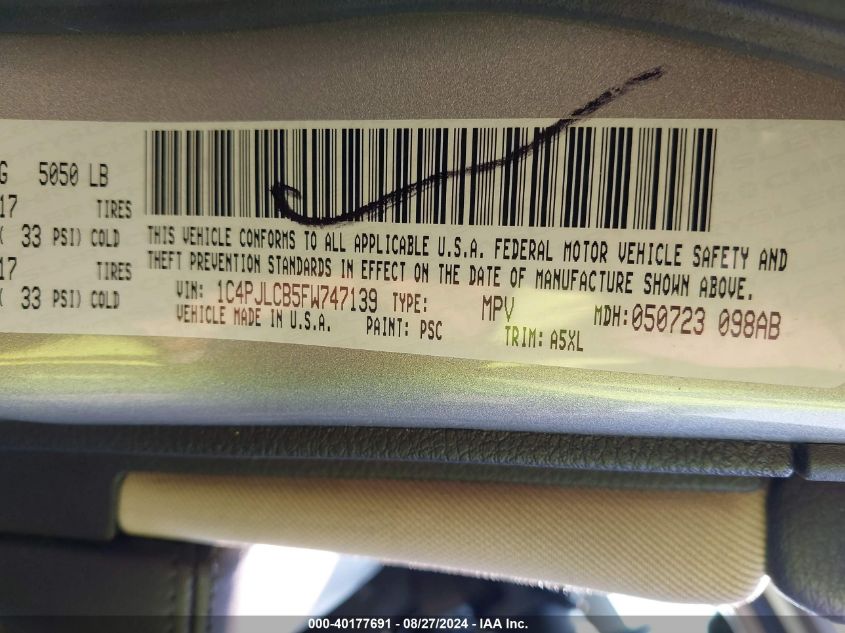 G 5050 LB
17 TIRES
( 33 PSI) COLD
17 TIRES
( 33 PSI) COLD
THIS VEHICLE CONFORMS TO ALL APPLICABLE U.S.A. FEDERAL MOTOR VEHICLE SAFETY AND
THEFT PREVENTION STANDARDS IN EFFECT ON THE DATE OF MANUFACTURE SHOWN ABOVE.
VIN: 1C4PJLCB5FW747139 TYPE: MPV MDH:050723 098AB
VEHICLE MADE IN U.S.A. PAINT: PSC TRIM: A5XL
000-40177691 - 08/27/2024 - IAA Inc.